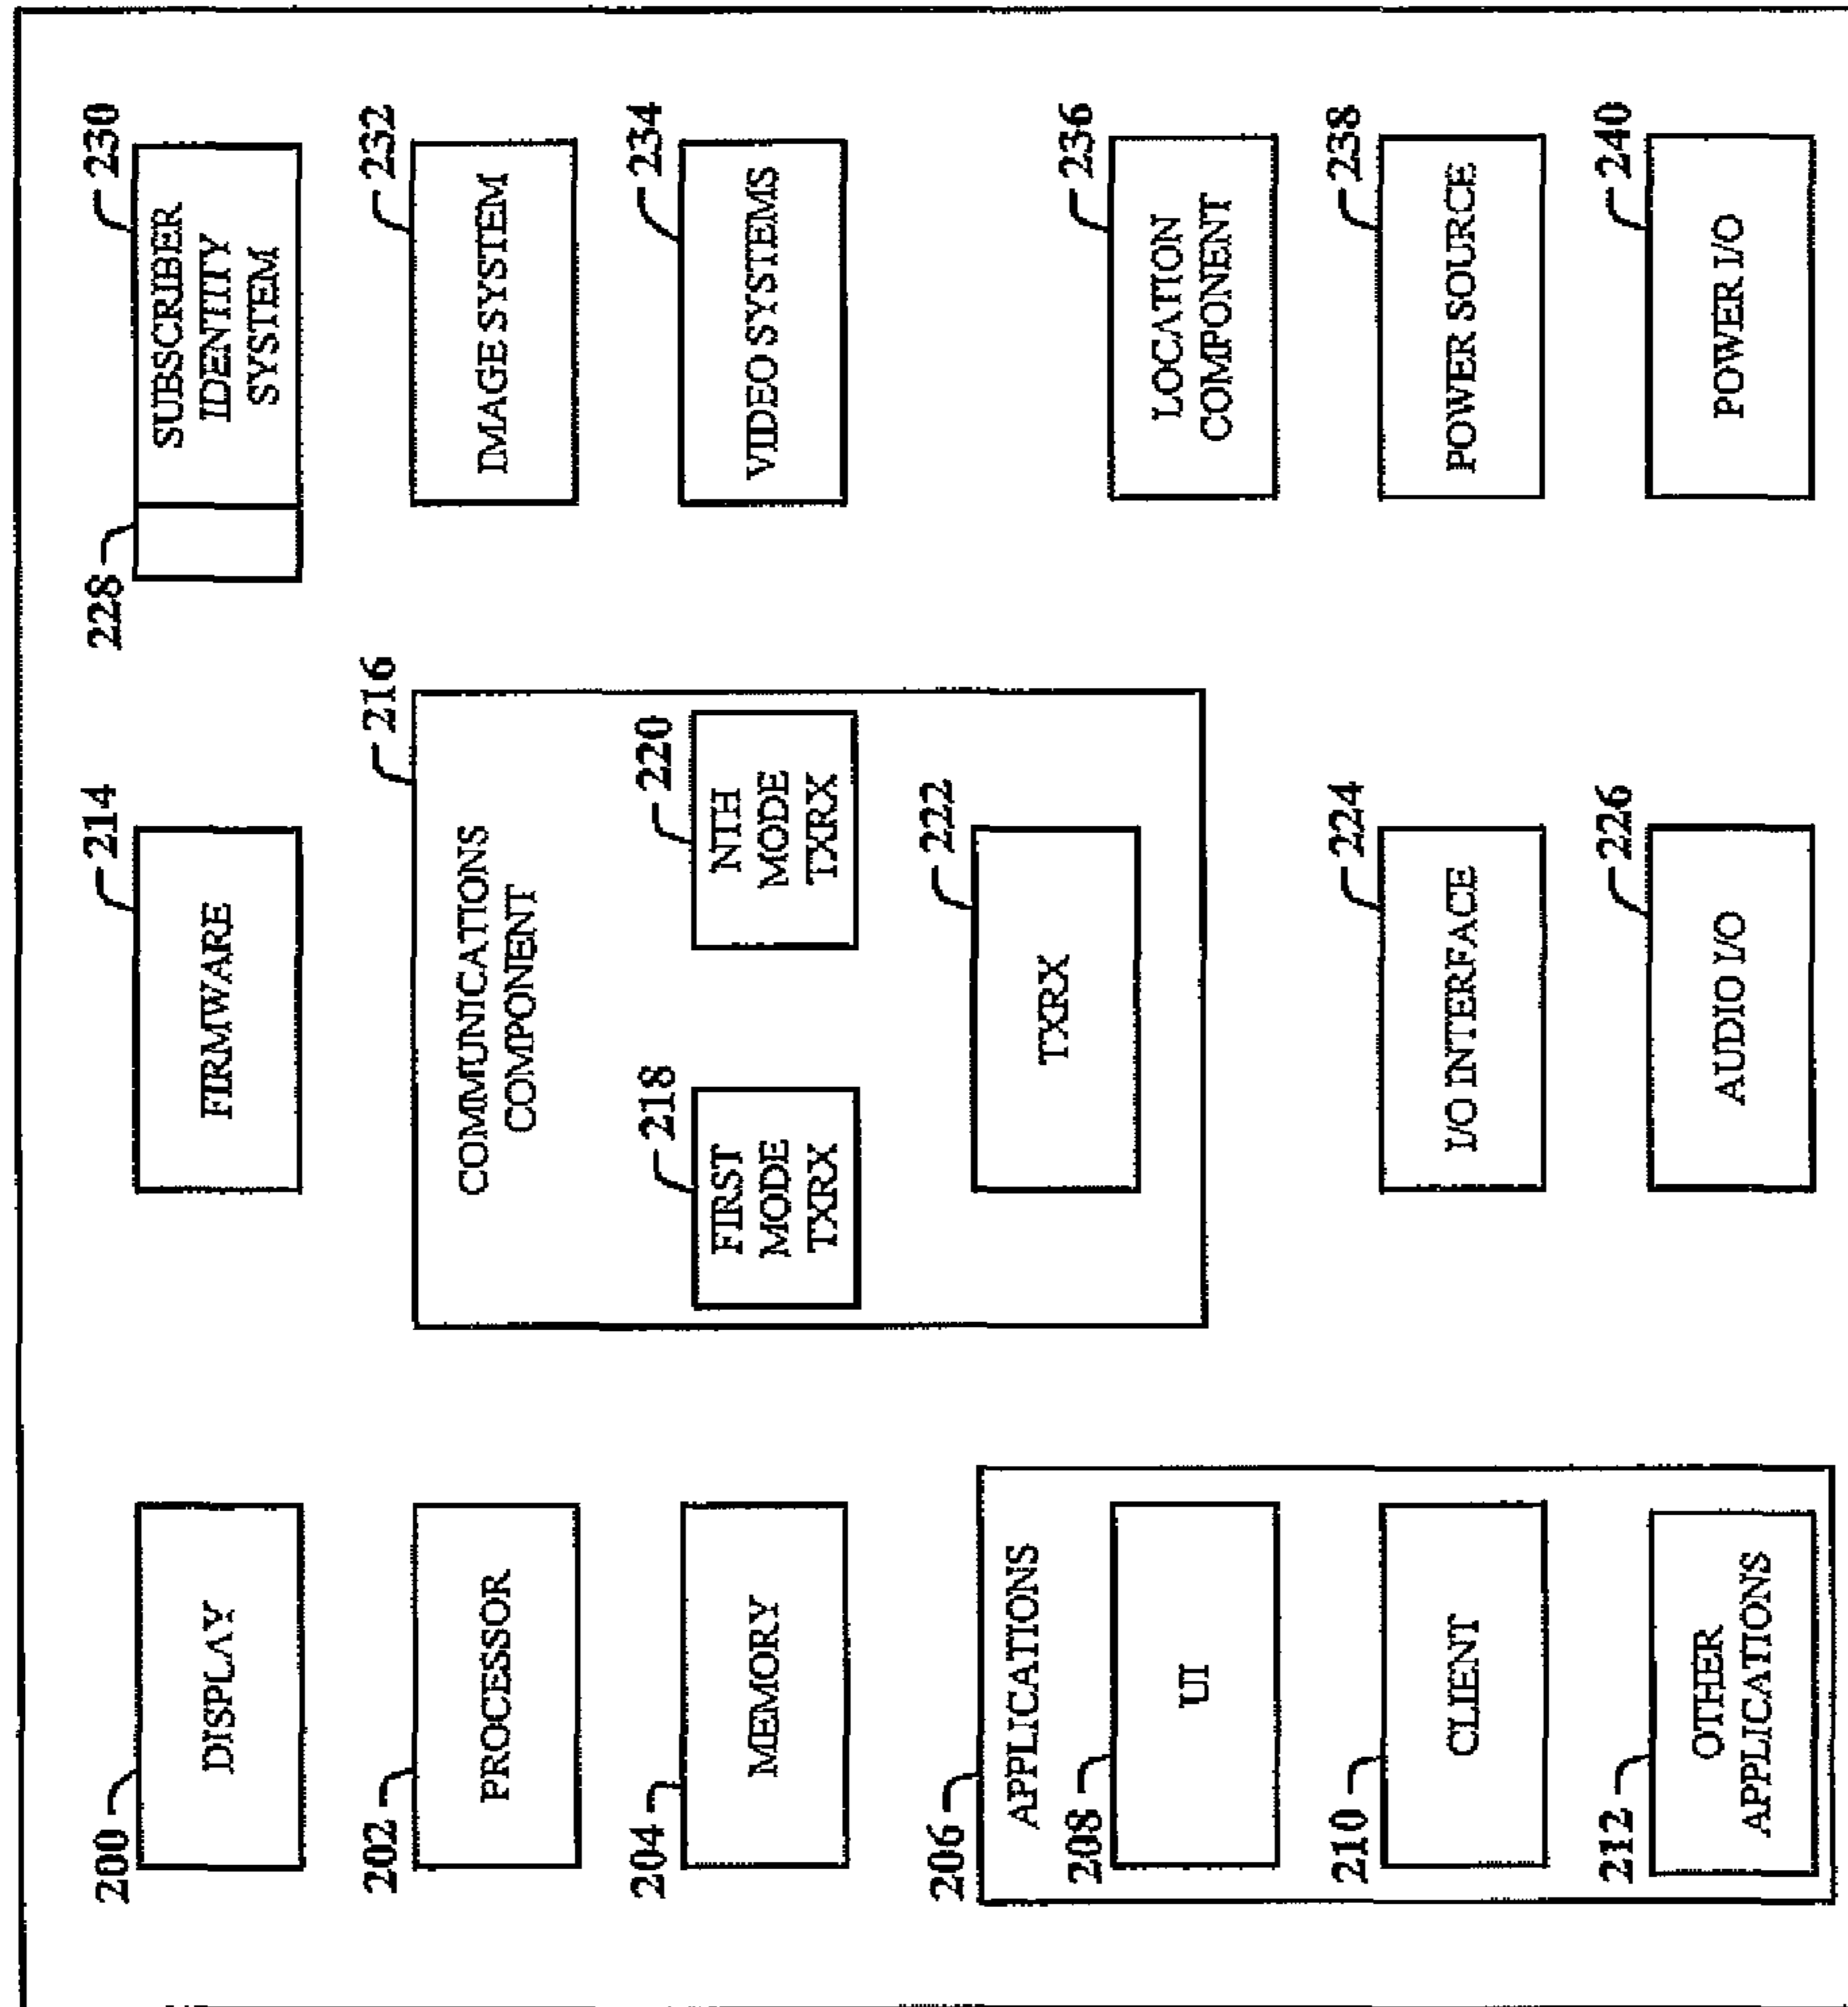 200
DISPLAY
202
PROCESSOR
204
MEMORY
206
APPLICATIONS
208
UI
210
CLIENT
212
OTHER
APPLICATIONS
214
FIRMWARE
216
COMMUNICATIONS
COMPONENT
218
FIRST
MODE
TXRX
220
NTH
MODE
TXRX
222
TXRX
224
I/O INTERFACE
226
AUDIO I/O
228
230
SUBSCRIBER
IDENTITY
SYSTEM
232
IMAGE SYSTEM
234
VIDEO SYSTEMS
236
LOCATION
COMPONENT
238
POWER SOURCE
240
POWER I/O